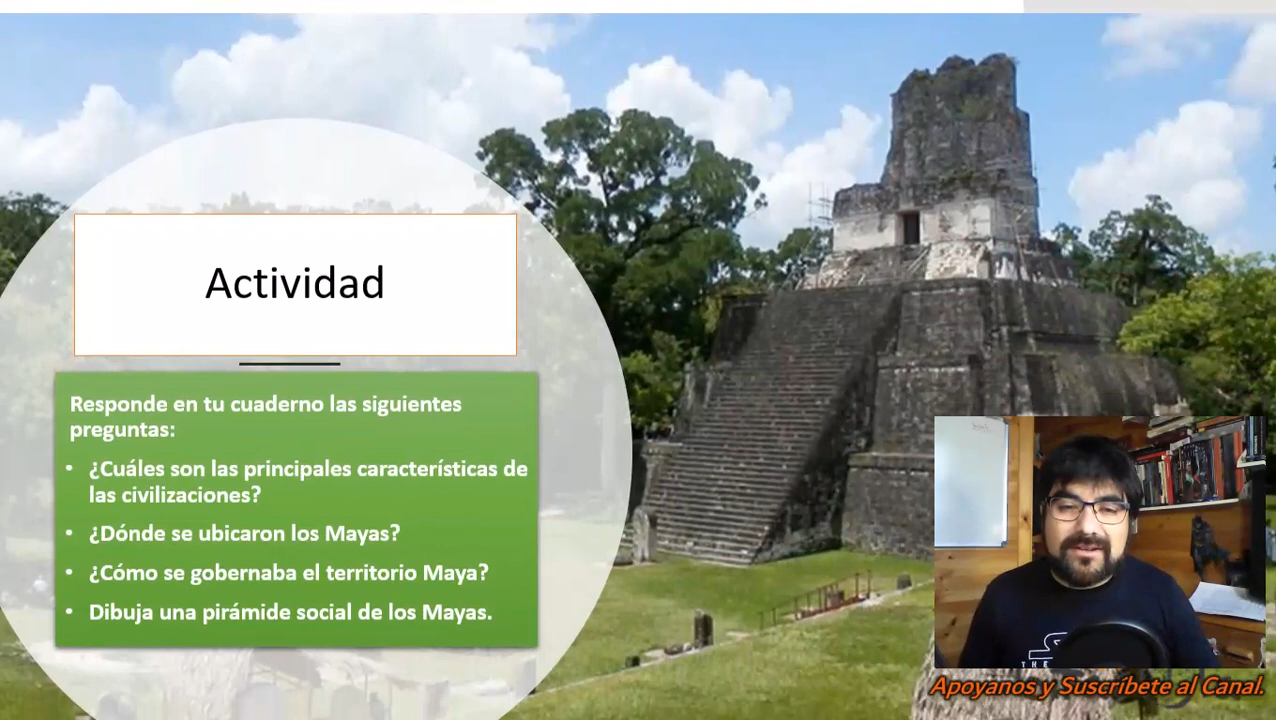 Actividad
Responde en tu cuaderno las siguientes
preguntas:
• ¿Cuáles son las principales características de
las civilizaciones?
• ¿Dónde se ubicaron los Mayas?
• ¿Cómo se gobernaba el territorio Maya?
• Dibuja una pirámide social de los Mayas.
THE
Apoyanos y Suscríbete al Canal.